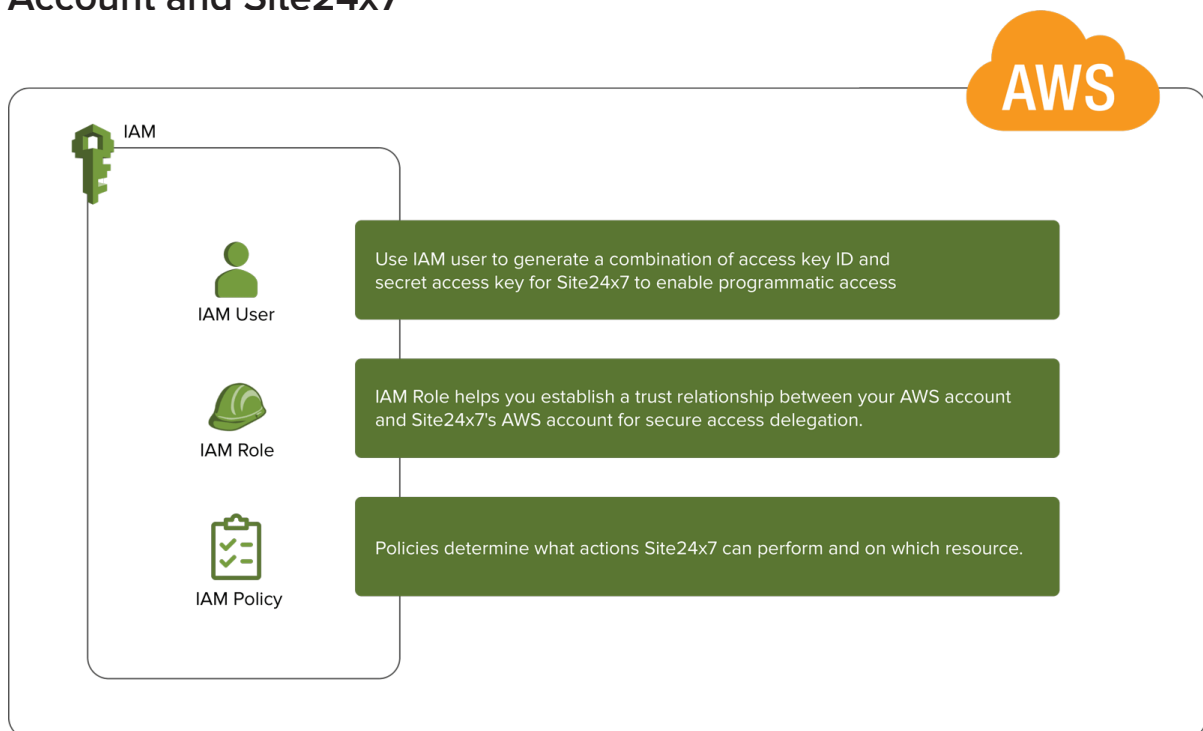 Account and Site24x7
AWS
IAM
IAM User
Use IAM user to generate a combination of access key ID and
secret access key for Site24x7 to enable programmatic access
IAM Role
IAM Role helps you establish a trust relationship between your AWS account
and Site24x7's AWS account for secure access delegation.
IAM Policy
Policies determine what actions Site24x7 can perform and on which resource.